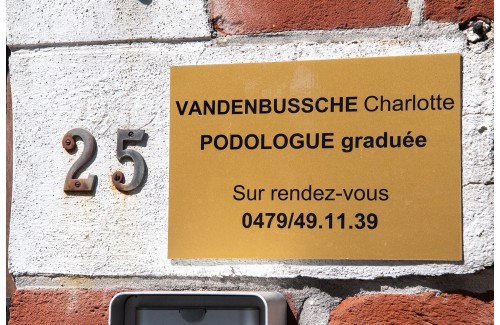 25
VANDENBUSSCHE Charlotte
PODOLOGUE graduée
Sur rendez-vous
0479/49.11.39